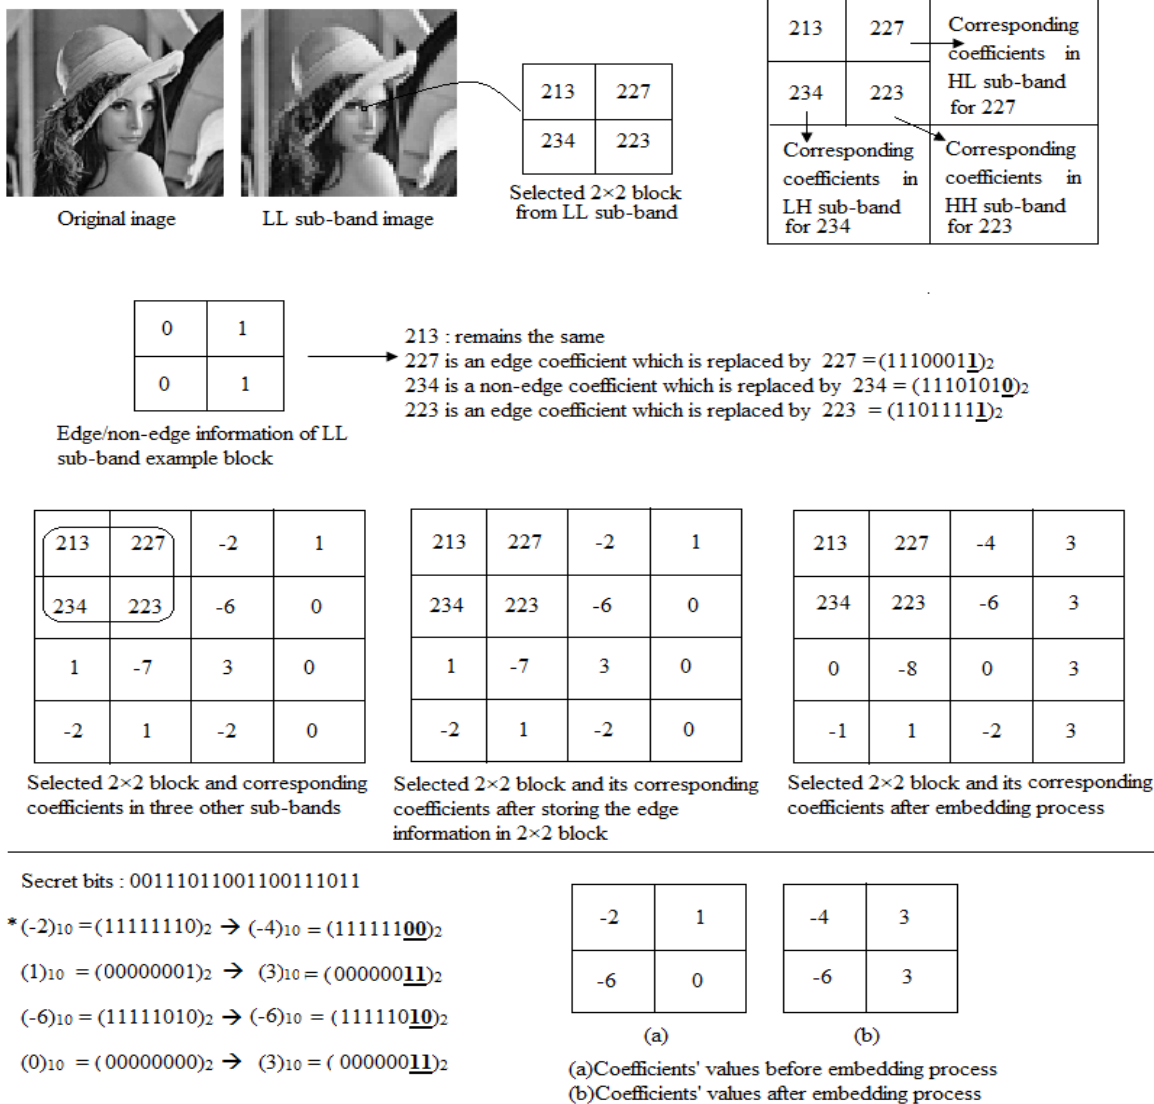 213 227
234 223
Original inage
LL sub-band image
Selected 2×2 block
from LL sub-band
213 227
234 223
Corresponding
coefficients in
HL sub-band
for 227
Corresponding
coefficients in
LH sub-band
for 234
Corresponding
coefficients in
HH sub-band
for 223
0 1
0 1
Edge/non-edge information of LL
sub-band example block
213 : remains the same
227 is an edge coefficient which is replaced by 227 =(11100011)2
234 is a non-edge coefficient which is replaced by 234 = (11101010)2
223 is an edge coefficient which is replaced by 223 = (11011111)2
213 227 -2 1
234 223 -6 0
1 -7 3 0
-2 1 -2 0
Selected 2×2 block and corresponding
coefficients in three other sub-bands
213 227 -2 1
234 223 -6 0
1 -7 3 0
-2 1 -2 0
Selected 2×2 block and its corresponding
coefficients after storing the edge
information in 2×2 block
213 227 -4 3
234 223 -6 3
0 -8 0 3
-1 1 -2 3
Selected 2×2 block and its corresponding
coefficients after embedding process
Secret bits : 00111011001100111011
*(-2)10 =(11111110)2 → (-4)10 = (11111100)2
(1)10 = (00000001)2 → (3)10 = (00000011)2
(-6)10 = (11111010)2 → (-6)10 = (11111010)2
(0)10 = (00000000)2 → (3)10 = ( 00000011)2
-2 1
-6 0
(a)
-4 3
-6 3
(b)
(a)Coefficients' values before embedding process
(b)Coefficients' values after embedding process